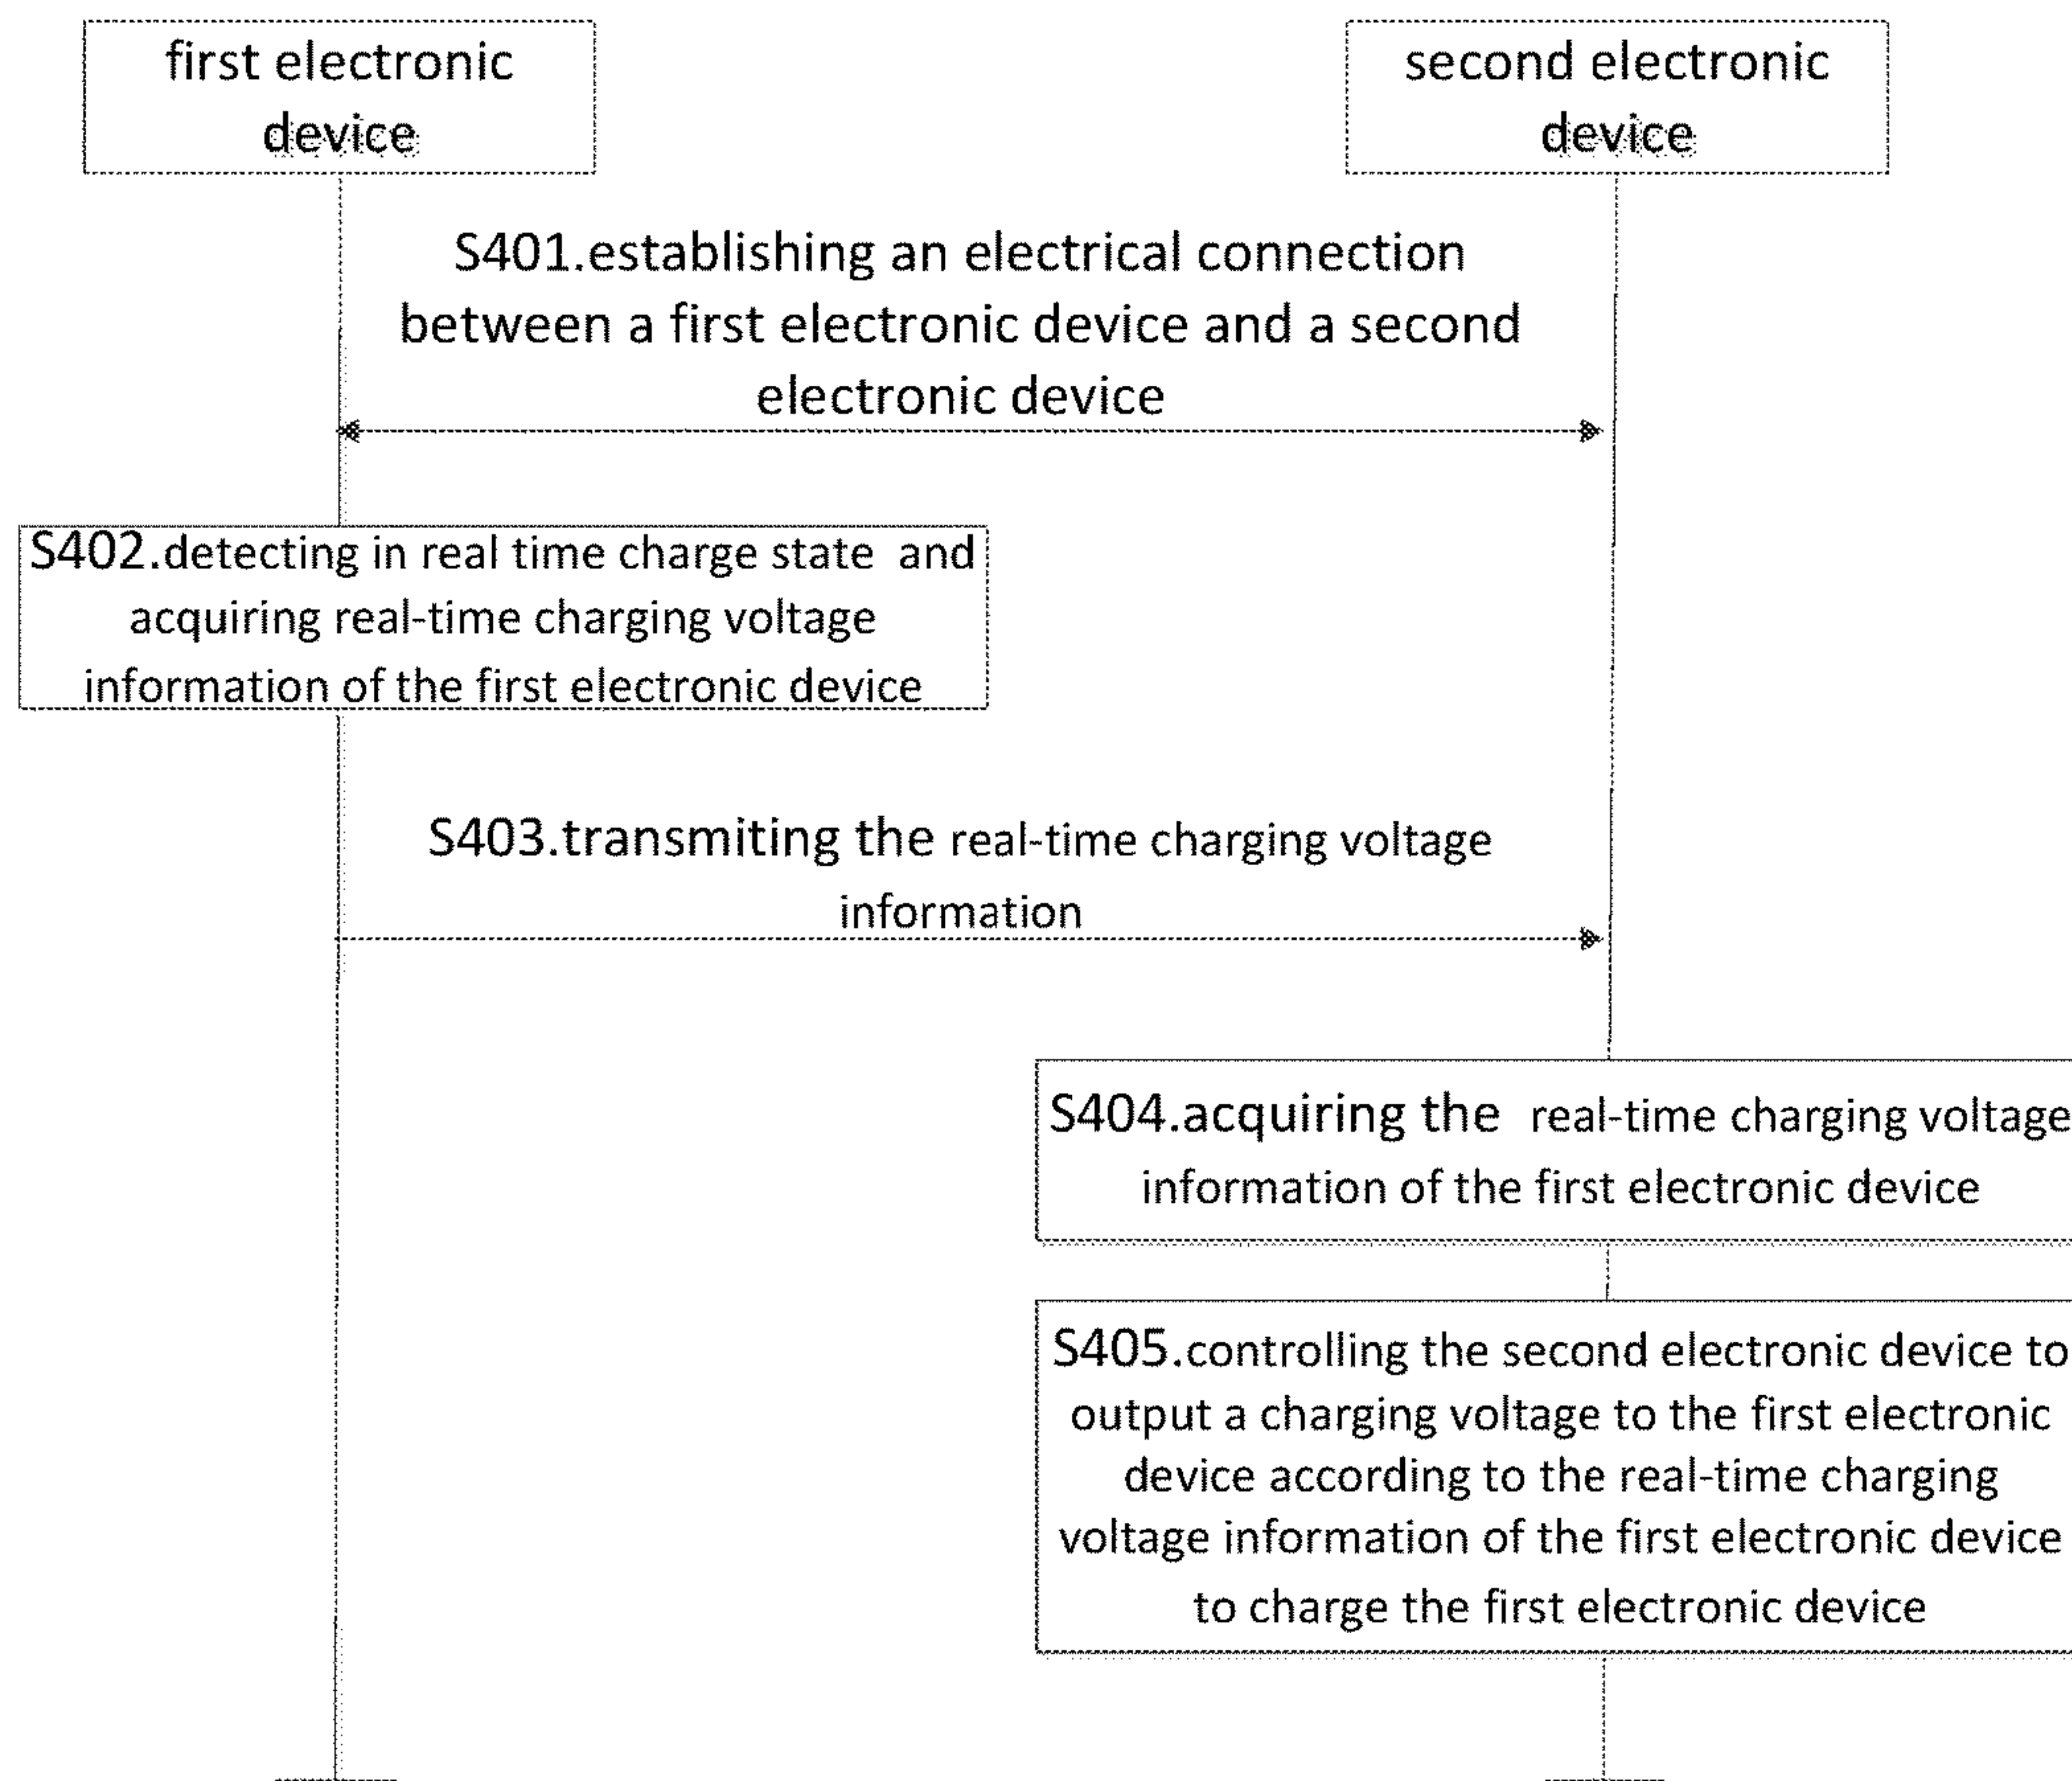 first electronic
device
second electronic
device
S401.establishing an electrical connection
between a first electronic device and a second
electronic device
S402.detecting in real time charge state and
acquiring real-time charging voltage
information of the first electronic device
S403.transmiting the real-time charging voltage
information
S404.acquiring the real-time charging voltage
information of the first electronic device
S405.controlling the second electronic device to
output a charging voltage to the first electronic
device according to the real-time charging
voltage information of the first electronic device
to charge the first electronic device